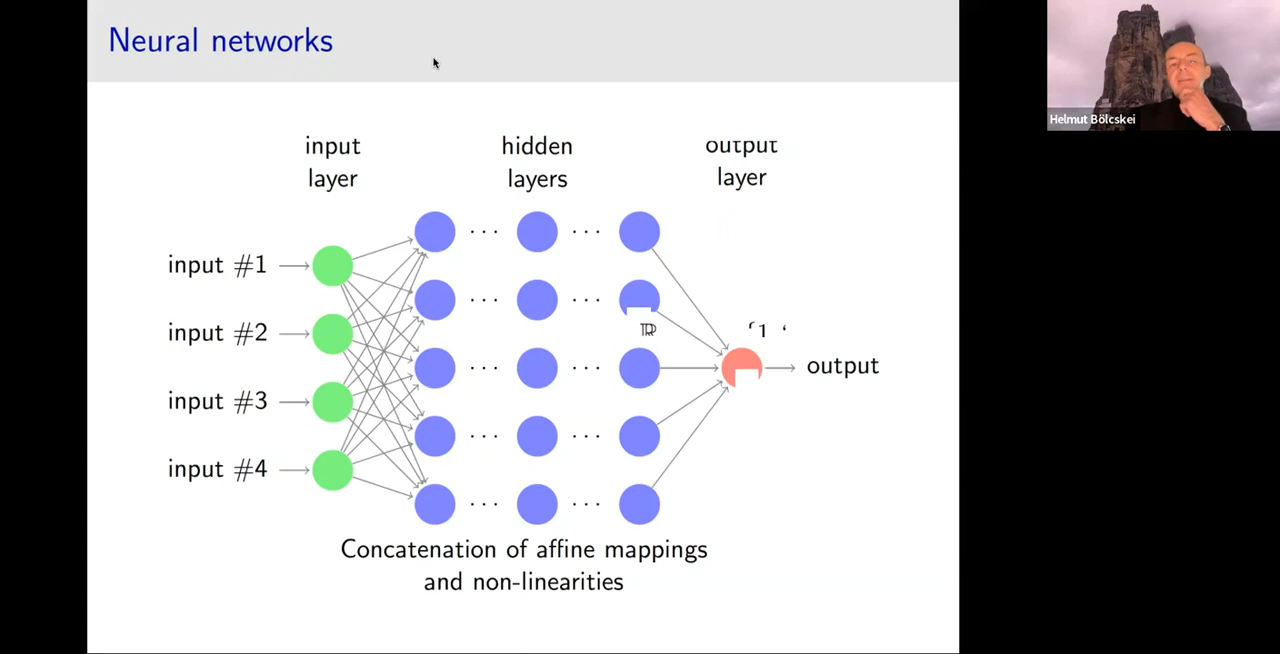 Neural networks
Helmut Bölcskei
input
layer
hidden
layers
output
layer
input #1
input #2
input #3
input #4
output
Concatenation of affine mappings
and non-linearities